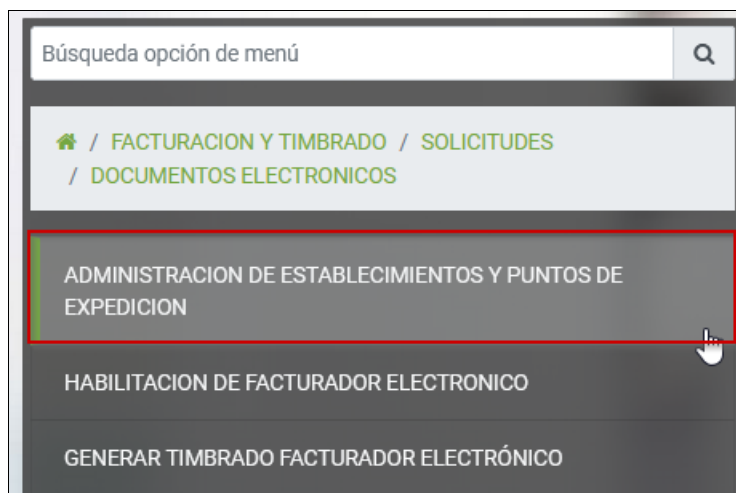 Búsqueda opción de menú
/ FACTURACION Y TIMBRADO / SOLICITUDES
/ DOCUMENTOS ELECTRONICOS
ADMINISTRACION DE ESTABLECIMIENTOS Y PUNTOS DE
EXPEDICION
HABILITACION DE FACTURADOR ELECTRONICO
GENERAR TIMBRADO FACTURADOR ELECTRÓNICO